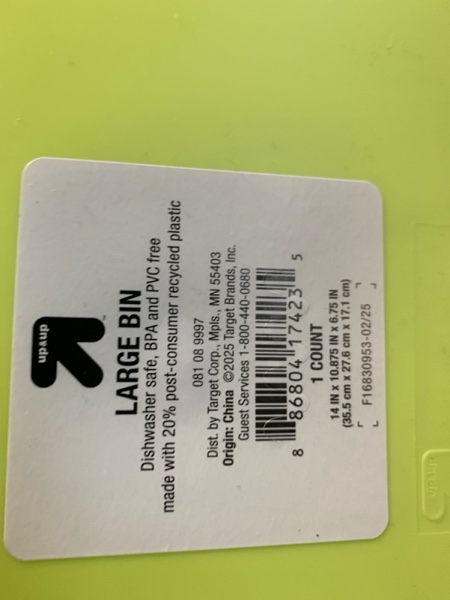 up&up™
LARGE BIN
Dishwasher safe, BPA and PVC free
made with 20% post-consumer recycled plastic
081 08 9997
Dist. by Target Corp., Mpls., MN 55403
Origin: China ©2025 Target Brands, Inc.
Guest Services 1-800-440-0680
8 86804 17423 5
1 COUNT
14 IN X 10.875 IN X 6.75 IN
(35.5 cm x 27.6 cm x 17.1 cm)
F16830953-02/25